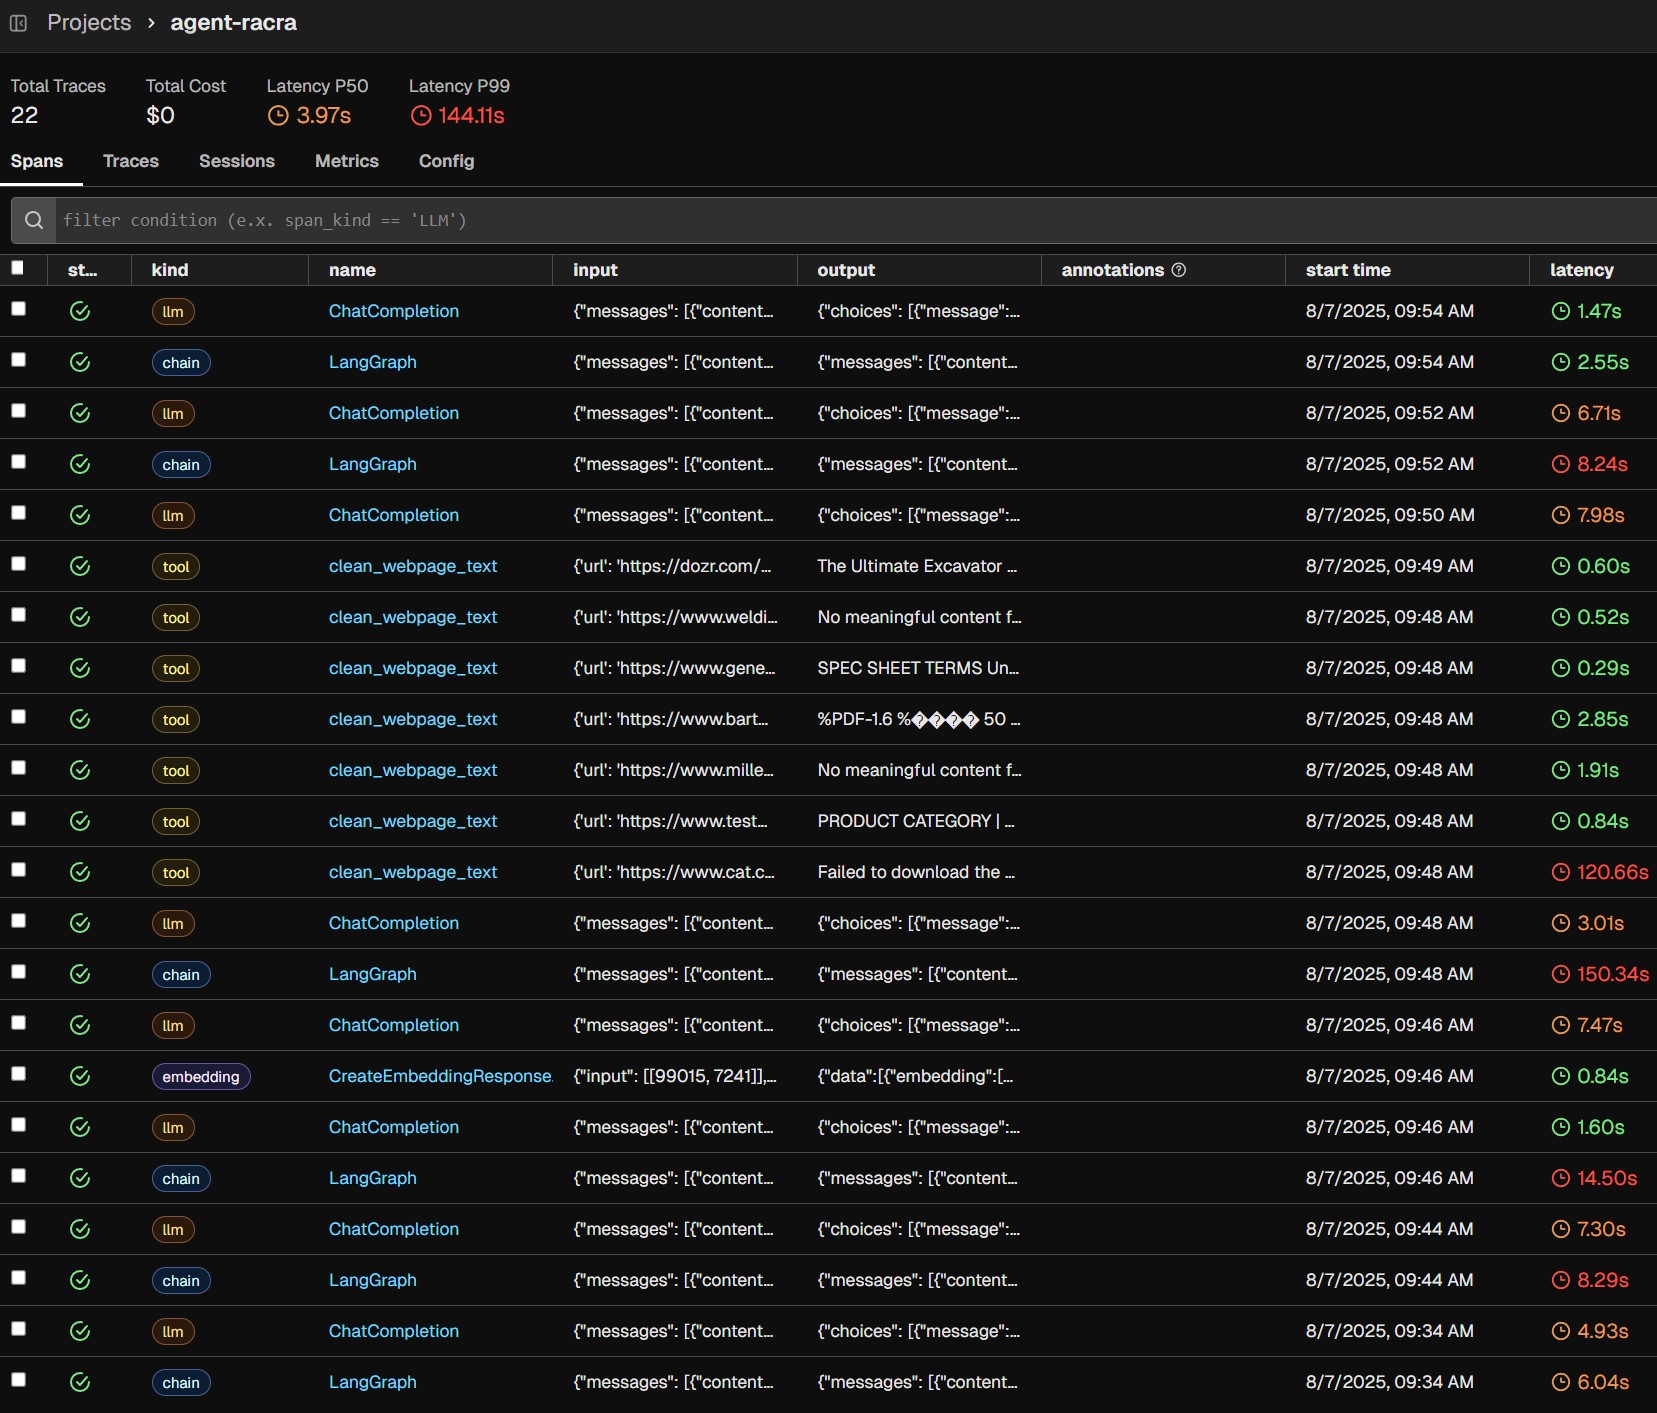 Projects > agent-racra
Total Traces Total Cost Latency P50 Latency P99
22 $0 3.97s 144.11s
Spans Traces Sessions Metrics Config
filter condition (e.x. span_kind == 'LLM')
st... kind name input output annotations start time latency
llm ChatCompletion {"messages": [{"content... {"choices": [{"message":... 8/7/2025, 09:54 AM 1.47s
chain LangGraph {"messages": [{"content... {"messages": [{"content... 8/7/2025, 09:54 AM 2.55s
llm ChatCompletion {"messages": [{"content... {"choices": [{"message":... 8/7/2025, 09:52 AM 6.71s
chain LangGraph {"messages": [{"content... {"messages": [{"content... 8/7/2025, 09:52 AM 8.24s
llm ChatCompletion {"messages": [{"content... {"choices": [{"message":... 8/7/2025, 09:50 AM 7.98s
tool clean_webpage_text {'url': 'https://dozr.com/... The Ultimate Excavator ... 8/7/2025, 09:49 AM 0.60s
tool clean_webpage_text {'url': 'https://www.weldi... No meaningful content f... 8/7/2025, 09:48 AM 0.52s
tool clean_webpage_text {'url': 'https://www.gene... SPEC SHEET TERMS Un... 8/7/2025, 09:48 AM 0.29s
tool clean_webpage_text {'url': 'https://www.bart... %PDF-1.6 %���� 50 ... 8/7/2025, 09:48 AM 2.85s
tool clean_webpage_text {'url': 'https://www.mille... No meaningful content f... 8/7/2025, 09:48 AM 1.91s
tool clean_webpage_text {'url': 'https://www.test... PRODUCT CATEGORY | ... 8/7/2025, 09:48 AM 0.84s
tool clean_webpage_text {'url': 'https://www.cat.c... Failed to download the ... 8/7/2025, 09:48 AM 120.66s
llm ChatCompletion {"messages": [{"content... {"choices": [{"message":... 8/7/2025, 09:48 AM 3.01s
chain LangGraph {"messages": [{"content... {"messages": [{"content... 8/7/2025, 09:48 AM 150.34s
llm ChatCompletion {"messages": [{"content... {"choices": [{"message":... 8/7/2025, 09:46 AM 7.47s
embedding CreateEmbeddingResponse {"input": [[99015, 7241]],... {"data":[{"embedding":[... 8/7/2025, 09:46 AM 0.84s
llm ChatCompletion {"messages": [{"content... {"choices": [{"message":... 8/7/2025, 09:46 AM 1.60s
chain LangGraph {"messages": [{"content... {"messages": [{"content... 8/7/2025, 09:46 AM 14.50s
llm ChatCompletion {"messages": [{"content... {"choices": [{"message":... 8/7/2025, 09:44 AM 7.30s
chain LangGraph {"messages": [{"content... {"messages": [{"content... 8/7/2025, 09:44 AM 8.29s
llm ChatCompletion {"messages": [{"content... {"choices": [{"message":... 8/7/2025, 09:34 AM 4.93s
chain LangGraph {"messages": [{"content... {"messages": [{"content... 8/7/2025, 09:34 AM 6.04s